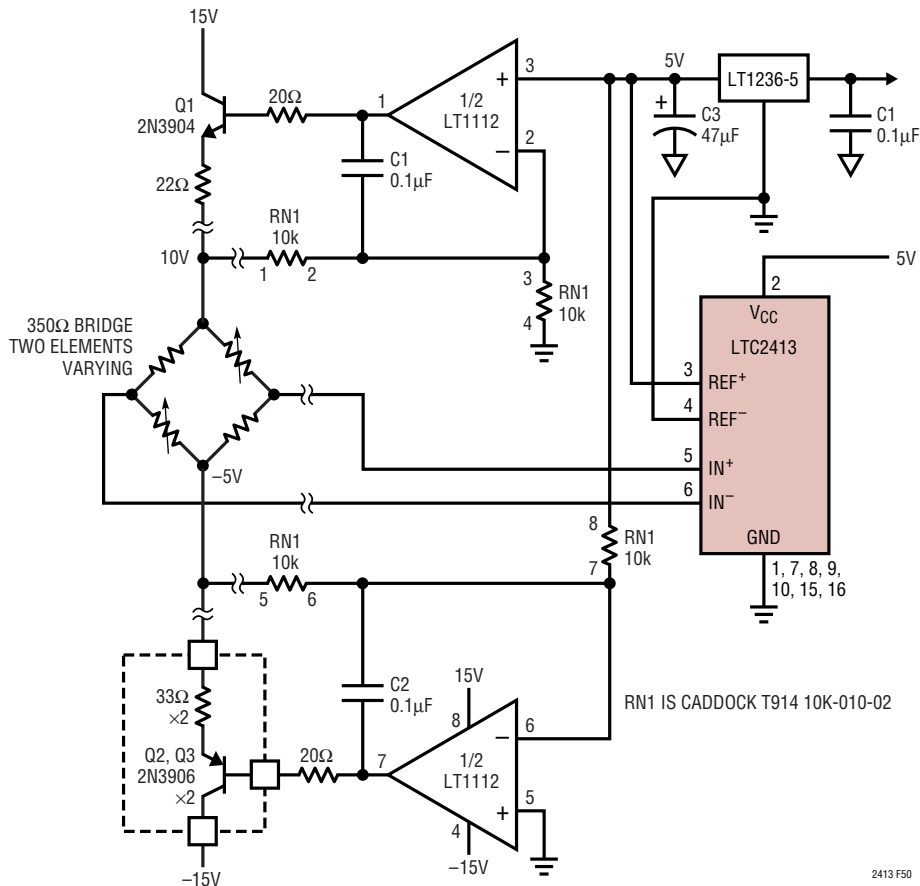 15V
Q1
2N3904
20Ω
1
1/2
LT1112
+
3
–
2
5V
LT1236-5
+
C3
47µF
C1
0.1µF
C1
0.1µF
22Ω
RN1
10k
10V
1
2
3
4
RN1
10k
5V
2
VCC
LTC2413
3
REF+
4
REF–
5
IN+
6
IN–
GND
1, 7, 8, 9,
10, 15, 16
350Ω BRIDGE
TWO ELEMENTS
VARYING
–5V
8
RN1
10k
7
RN1
10k
5
6
C2
0.1µF
15V
8
RN1 IS CADDOCK T914 10K-010-02
33Ω
×2
Q2, Q3
2N3906
×2
20Ω
7
1/2
LT1112
–
6
+
5
4
–15V
–15V
2413 F50